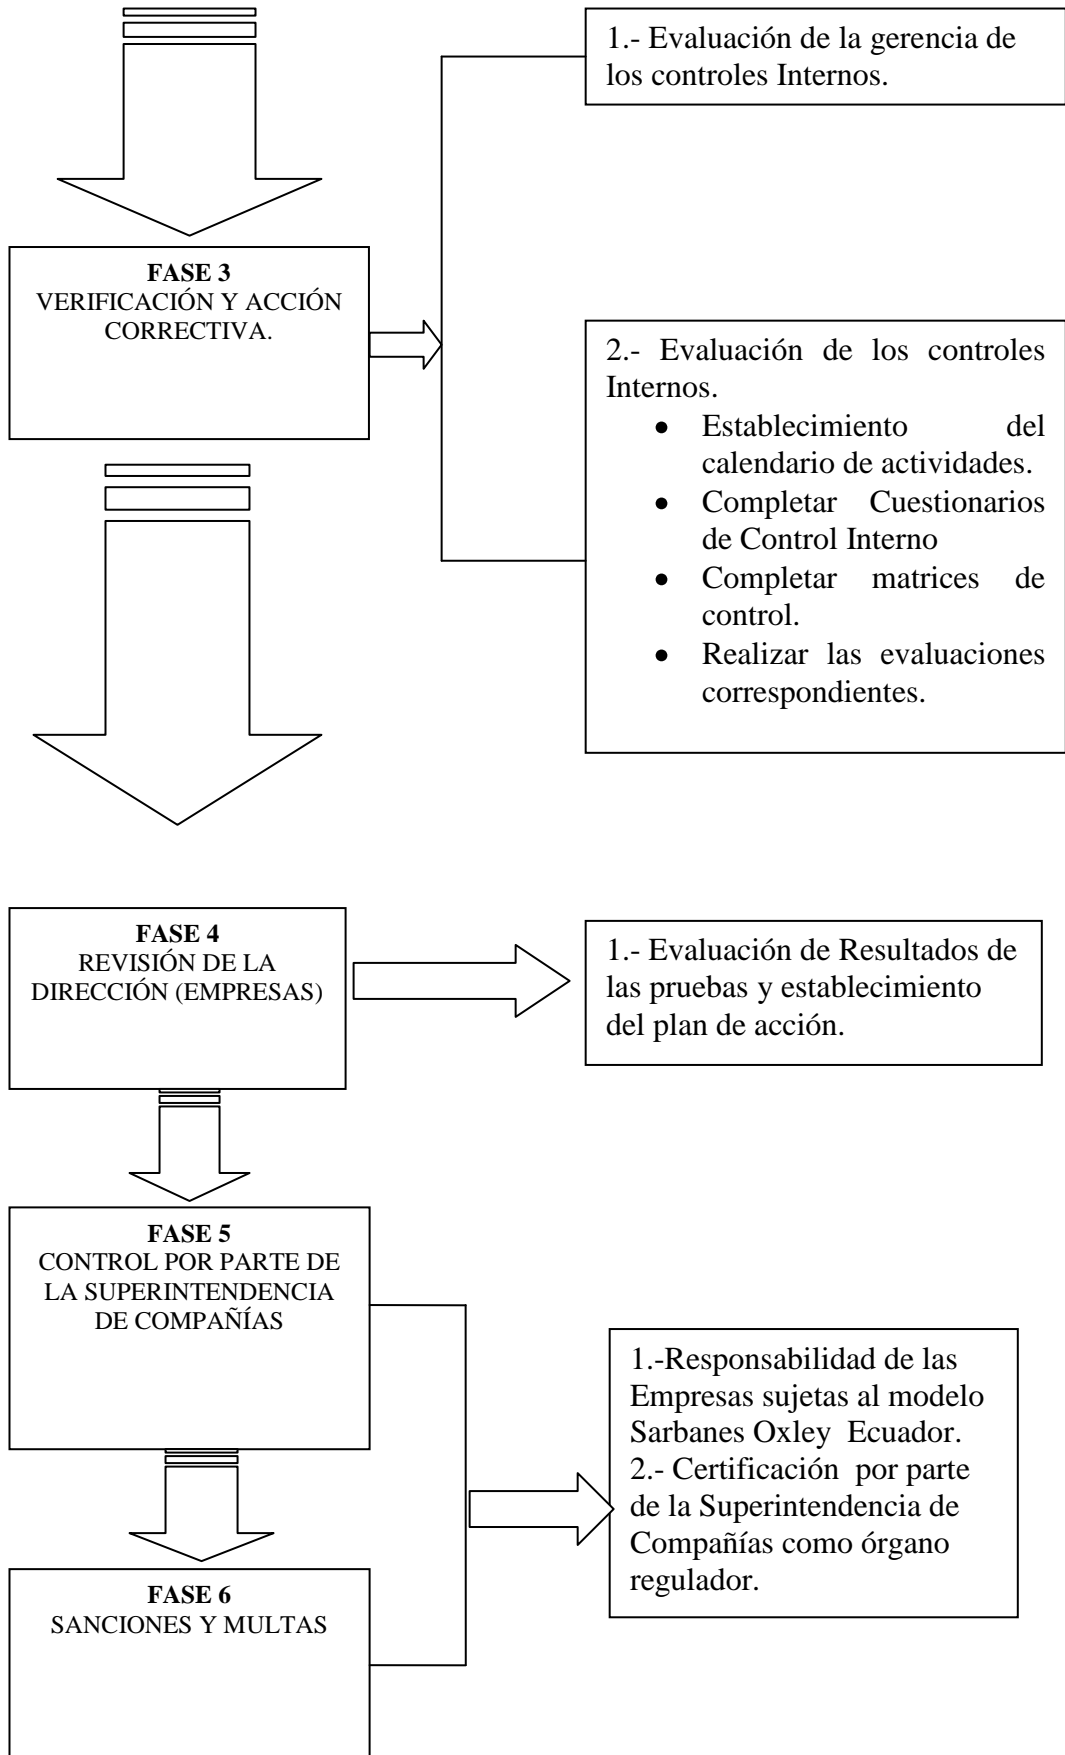 1.- Evaluación de la gerencia de
los controles Internos.
FASE 3
VERIFICACIÓN Y ACCIÓN
CORRECTIVA.
2.- Evaluación de los controles
Internos.
• Establecimiento del
calendario de actividades.
• Completar Cuestionarios
de Control Interno
• Completar matrices de
control.
• Realizar las evaluaciones
correspondientes.
FASE 4
REVISIÓN DE LA
DIRECCIÓN (EMPRESAS)
1.- Evaluación de Resultados de
las pruebas y establecimiento
del plan de acción.
FASE 5
CONTROL POR PARTE DE
LA SUPERINTENDENCIA
DE COMPAÑÍAS
1.-Responsabilidad de las
Empresas sujetas al modelo
Sarbanes Oxley Ecuador.
2.- Certificación por parte
de la Superintendencia de
Compañías como órgano
regulador.
FASE 6
SANCIONES Y MULTAS